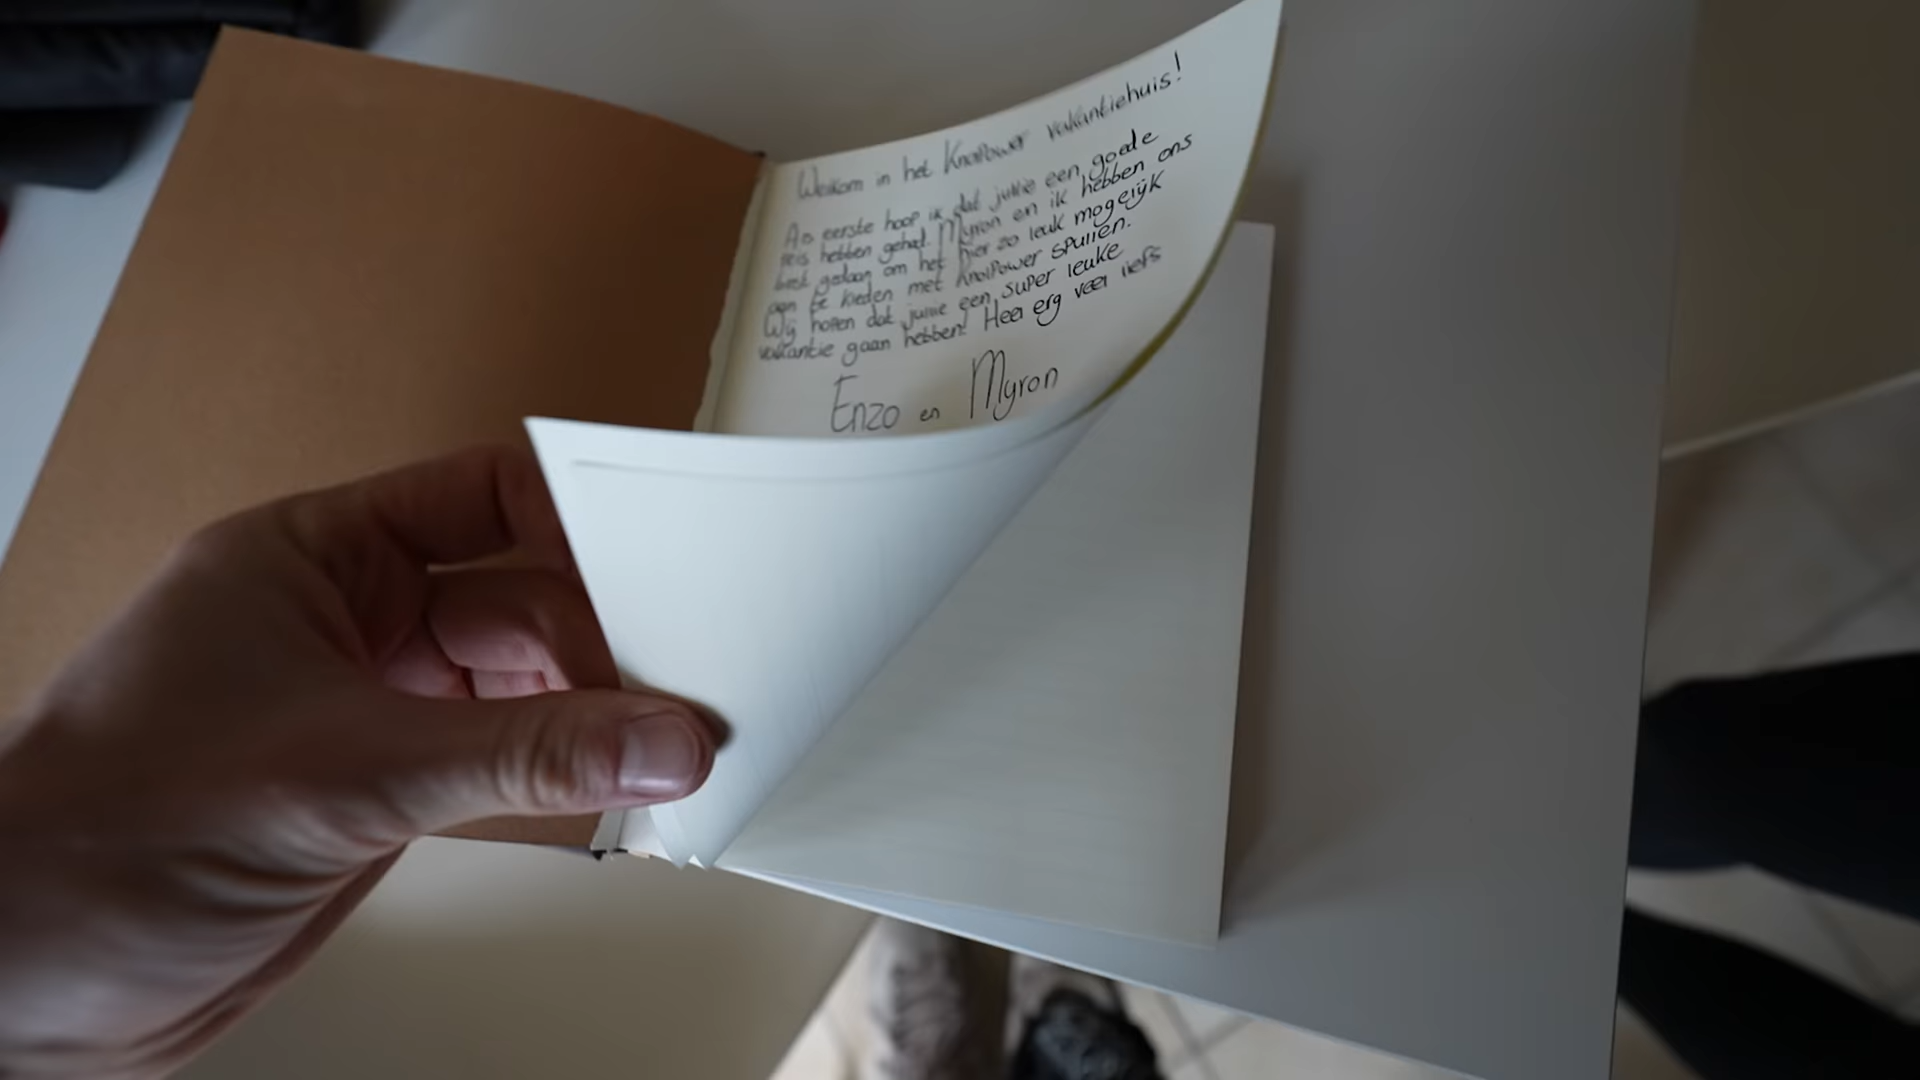 Welkom in het KnolPower vakantiehuis!
Als eerste hoop ik dat jullie een goede
reis hebben gehad. Myron en ik hebben ons
best gedaan om het hier zo leuk mogelijk
aan te kleden met KnolPower spullen.
Wij hopen dat jullie een super leuke
vakantie gaan hebben! Heel erg veel liefs
Enzo en Myron